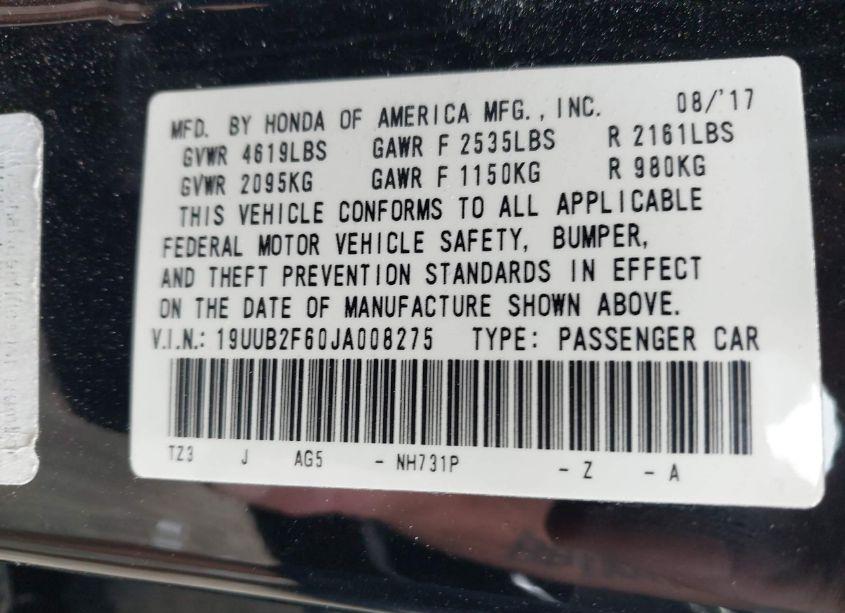 MFD. BY HONDA OF AMERICA MFG., INC. 08/'17
GVWR 4619LBS GAWR F 2535LBS R 2161LBS
GVWR 2095KG GAWR F 1150KG R 980KG
THIS VEHICLE CONFORMS TO ALL APPLICABLE
FEDERAL MOTOR VEHICLE SAFETY, BUMPER,
AND THEFT PREVENTION STANDARDS IN EFFECT
ON THE DATE OF MANUFACTURE SHOWN ABOVE.
V.I.N.: 19UUB2F60JA008275 TYPE: PASSENGER CAR
TZ3 J AG5 - NH731P - Z - A